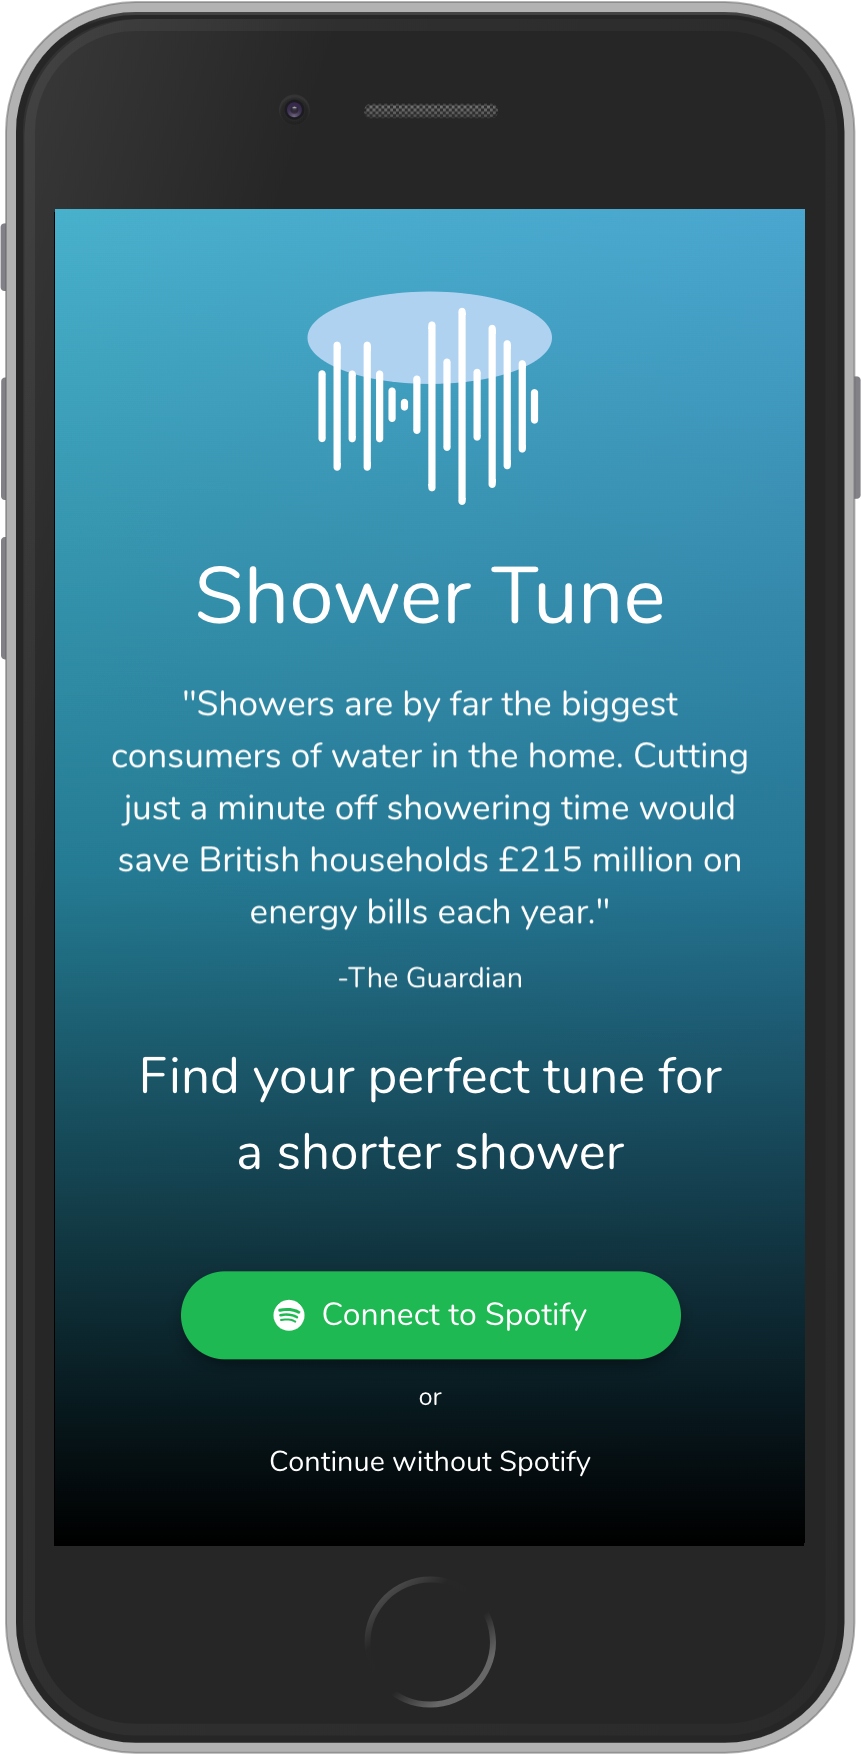 Shower Tune
"Showers are by far the biggest
consumers of water in the home. Cutting
just a minute off showering time would
save British households £215 million on
energy bills each year."
-The Guardian
Find your perfect tune for
a shorter shower
Connect to Spotify
or
Continue without Spotify